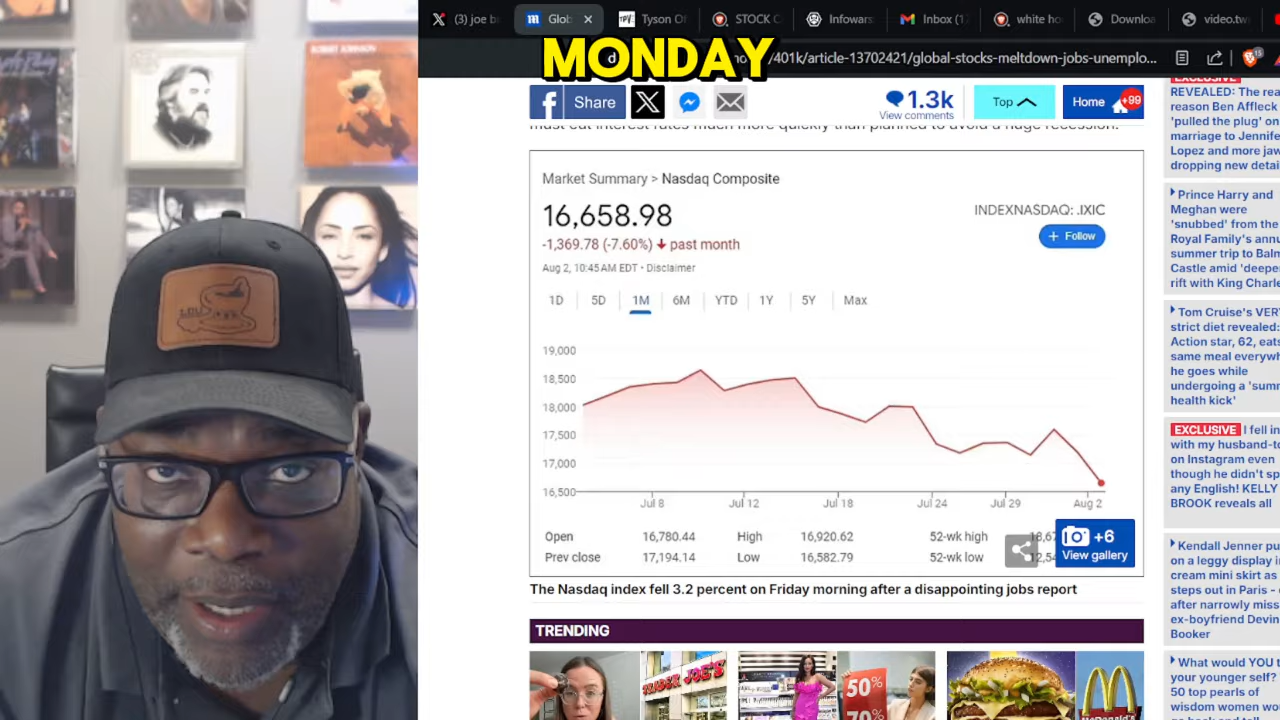 (3) joe b
Glob
Tyson Of
STOCK C
Infowars
Inbox (1
white ho
Downloa
video.tw
MONDAY
/401k/article-13702421/global-stocks-meltdown-jobs-unemplo...
Share
1.3k
View comments
Top
Home
+99
must cut interest rates much more quickly than planned to avoid a huge recession.
Market Summary > Nasdaq Composite
16,658.98
INDEXNASDAQ: .IXIC
-1,369.78 (-7.60%) past month
+ Follow
Aug 2, 10:45 AM EDT • Disclaimer
1D 5D 1M 6M YTD 1Y 5Y Max
19,000
18,500
18,000
17,500
17,000
16,500
Jul 8 Jul 12 Jul 18 Jul 24 Jul 29 Aug 2
Open 16,780.44 High 16,920.62 52-wk high
Prev close 17,194.14 Low 16,582.79 52-wk low
+6
View gallery
The Nasdaq index fell 3.2 percent on Friday morning after a disappointing jobs report
TRENDING
TRADER JOE'S
50%
70%
McDonald's
EXCLUSIVE
REVEALED: The rea
reason Ben Affleck
'pulled the plug' on
marriage to Jennife
Lopez and more jaw
dropping new detai
Prince Harry and
Meghan were
'snubbed' from the
Royal Family's annu
summer trip to Balm
Castle amid 'deepe
rift with King Charle
Tom Cruise's VER
strict diet revealed:
Action star, 62, eats
same meal everywh
he goes while
undergoing a 'sumr
health kick'
EXCLUSIVE I fell in
with my husband-to
on Instagram even
though he didn't sp
any English! KELLY
BROOK reveals all
Kendall Jenner pu
on a leggy display i
cream mini skirt as
steps out in Paris -
after narrowly miss
ex-boyfriend Devin
Booker
What would YOU t
your younger self?
50 top pearls of
wisdom women wo
ROBERT JOHNSON